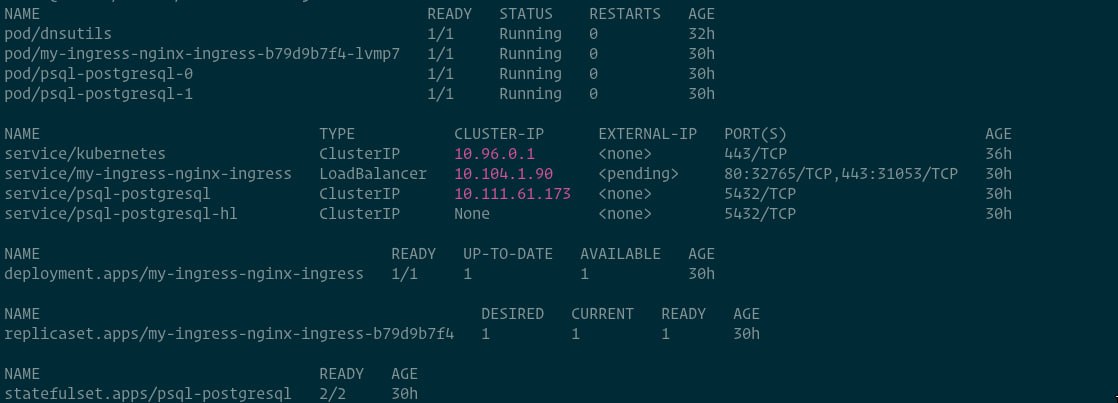 NAME READY STATUS RESTARTS AGE
pod/dnsutils 1/1 Running 0 32h
pod/my-ingress-nginx-ingress-b79d9b7f4-lvmp7 1/1 Running 0 30h
pod/psql-postgresql-0 1/1 Running 0 30h
pod/psql-postgresql-1 1/1 Running 0 30h
NAME TYPE CLUSTER-IP EXTERNAL-IP PORT(S) AGE
service/kubernetes ClusterIP 10.96.0.1 <none> 443/TCP 36h
service/my-ingress-nginx-ingress LoadBalancer 10.104.1.90 <pending> 80:32765/TCP,443:31053/TCP 30h
service/psql-postgresql ClusterIP 10.111.61.173 <none> 5432/TCP 30h
service/psql-postgresql-hl ClusterIP None <none> 5432/TCP 30h
NAME READY UP-TO-DATE AVAILABLE AGE
deployment.apps/my-ingress-nginx-ingress 1/1 1 1 30h
NAME DESIRED CURRENT READY AGE
replicaset.apps/my-ingress-nginx-ingress-b79d9b7f4 1 1 1 30h
NAME READY AGE
statefulset.apps/psql-postgresql 2/2 30h